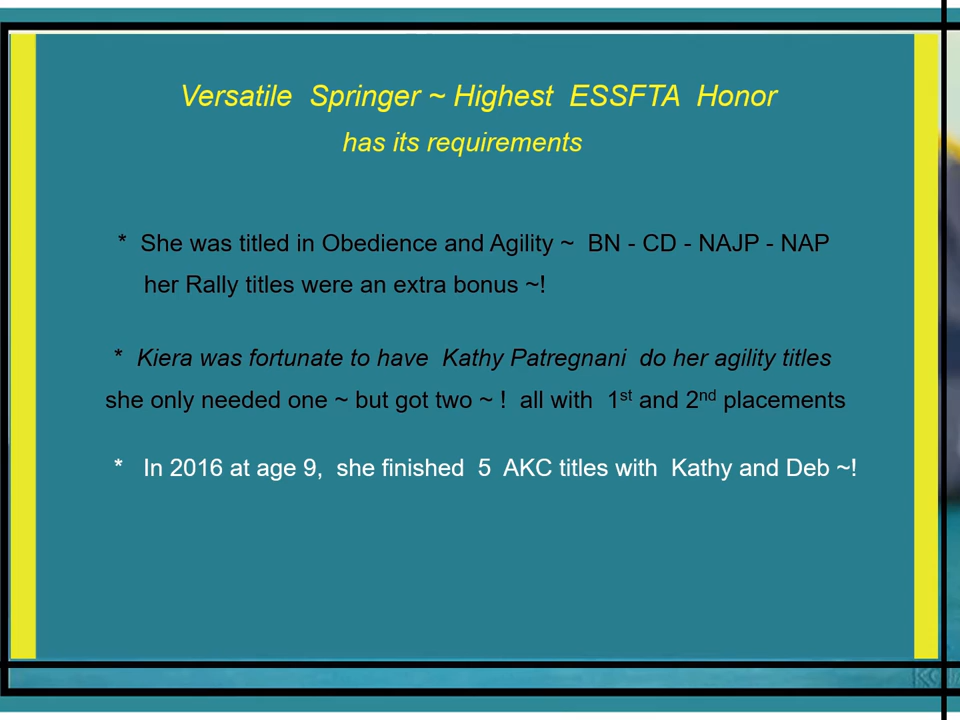 Versatile Springer ~ Highest ESSFTA Honor
has its requirements
* She was titled in Obedience and Agility ~ BN - CD - NAJP - NAP
her Rally titles were an extra bonus ~!
* Kiera was fortunate to have Kathy Patregnani do her agility titles
she only needed one ~ but got two ~ ! all with 1st and 2nd placements
* In 2016 at age 9, she finished 5 AKC titles with Kathy and Deb ~!